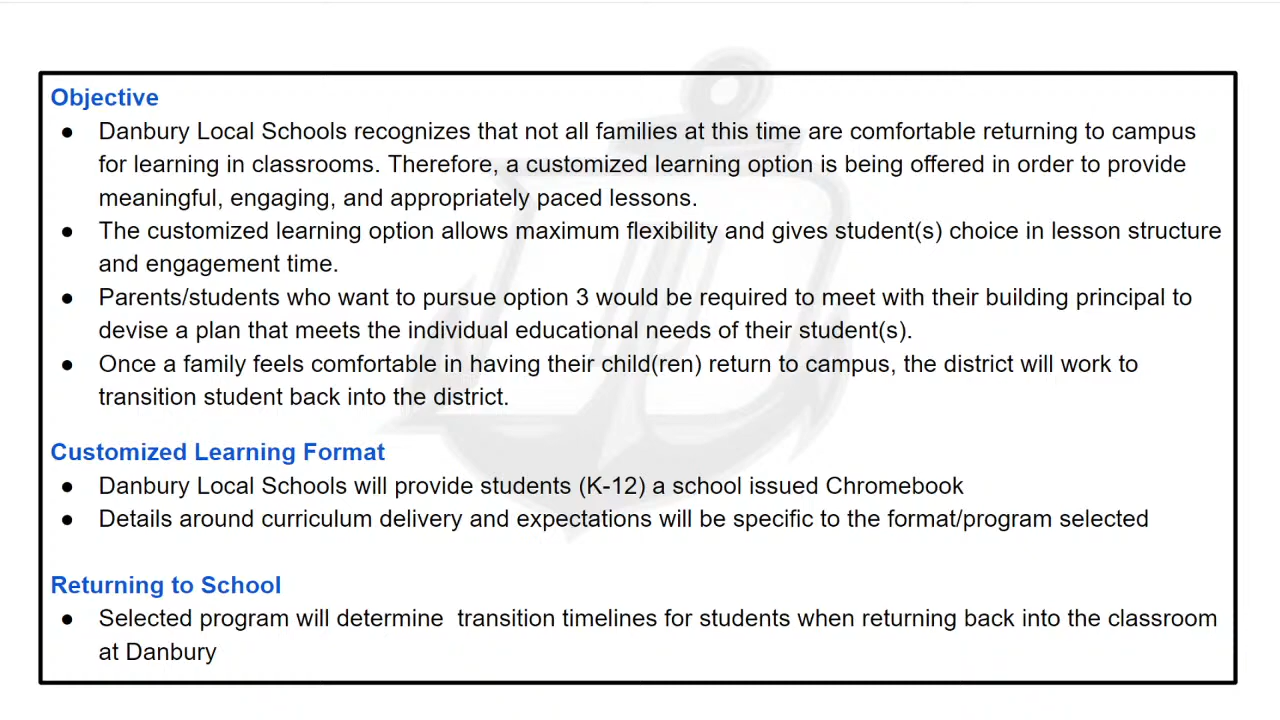 Objective
● Danbury Local Schools recognizes that not all families at this time are comfortable returning to campus
for learning in classrooms. Therefore, a customized learning option is being offered in order to provide
meaningful, engaging, and appropriately paced lessons.
● The customized learning option allows maximum flexibility and gives student(s) choice in lesson structure
and engagement time.
● Parents/students who want to pursue option 3 would be required to meet with their building principal to
devise a plan that meets the individual educational needs of their student(s).
● Once a family feels comfortable in having their child(ren) return to campus, the district will work to
transition student back into the district.
Customized Learning Format
● Danbury Local Schools will provide students (K-12) a school issued Chromebook
● Details around curriculum delivery and expectations will be specific to the format/program selected
Returning to School
● Selected program will determine  transition timelines for students when returning back into the classroom
at Danbury